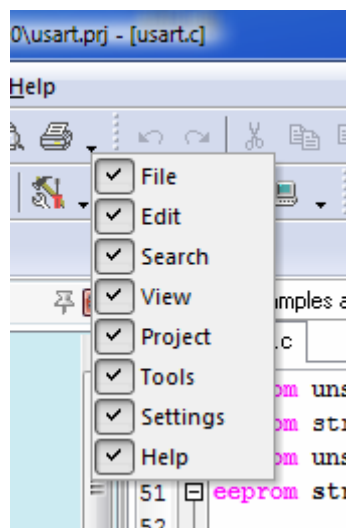 0\usart.prj - [usart.c]
Help
File
Edit
Search
View
Project
Tools
Settings
Help
mples a
.c
om uns
om str
om uns
51 eeprom str
52